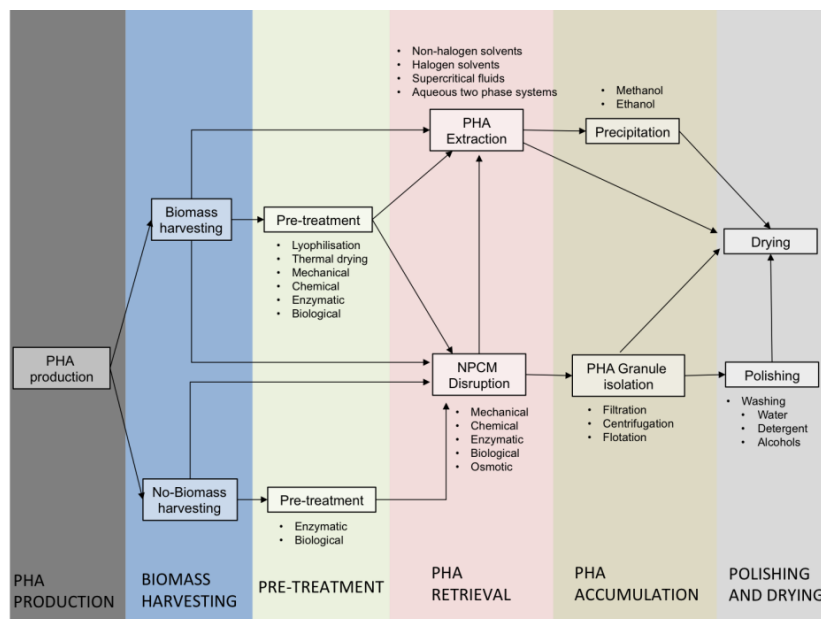 • Non-halogen solvents
• Halogen solvents
• Supercritical fluids
• Aqueous two phase systems
• Methanol
• Ethanol
PHA
Extraction
Precipitation
Biomass
harvesting
Pre-treatment
• Lyophilisation
• Thermal drying
• Mechanical
• Chemical
• Enzymatic
• Biological
Drying
PHA
production
NPCM
Disruption
• Mechanical
• Chemical
• Enzymatic
• Biological
• Osmotic
PHA Granule
isolation
• Filtration
• Centrifugation
• Flotation
Polishing
• Washing
• Water
• Detergent
• Alcohols
No-Biomass
harvesting
Pre-treatment
• Enzymatic
• Biological
PHA
PRODUCTION
BIOMASS
HARVESTING
PRE-TREATMENT
PHA
RETRIEVAL
PHA
ACCUMULATION
POLISHING
AND DRYING